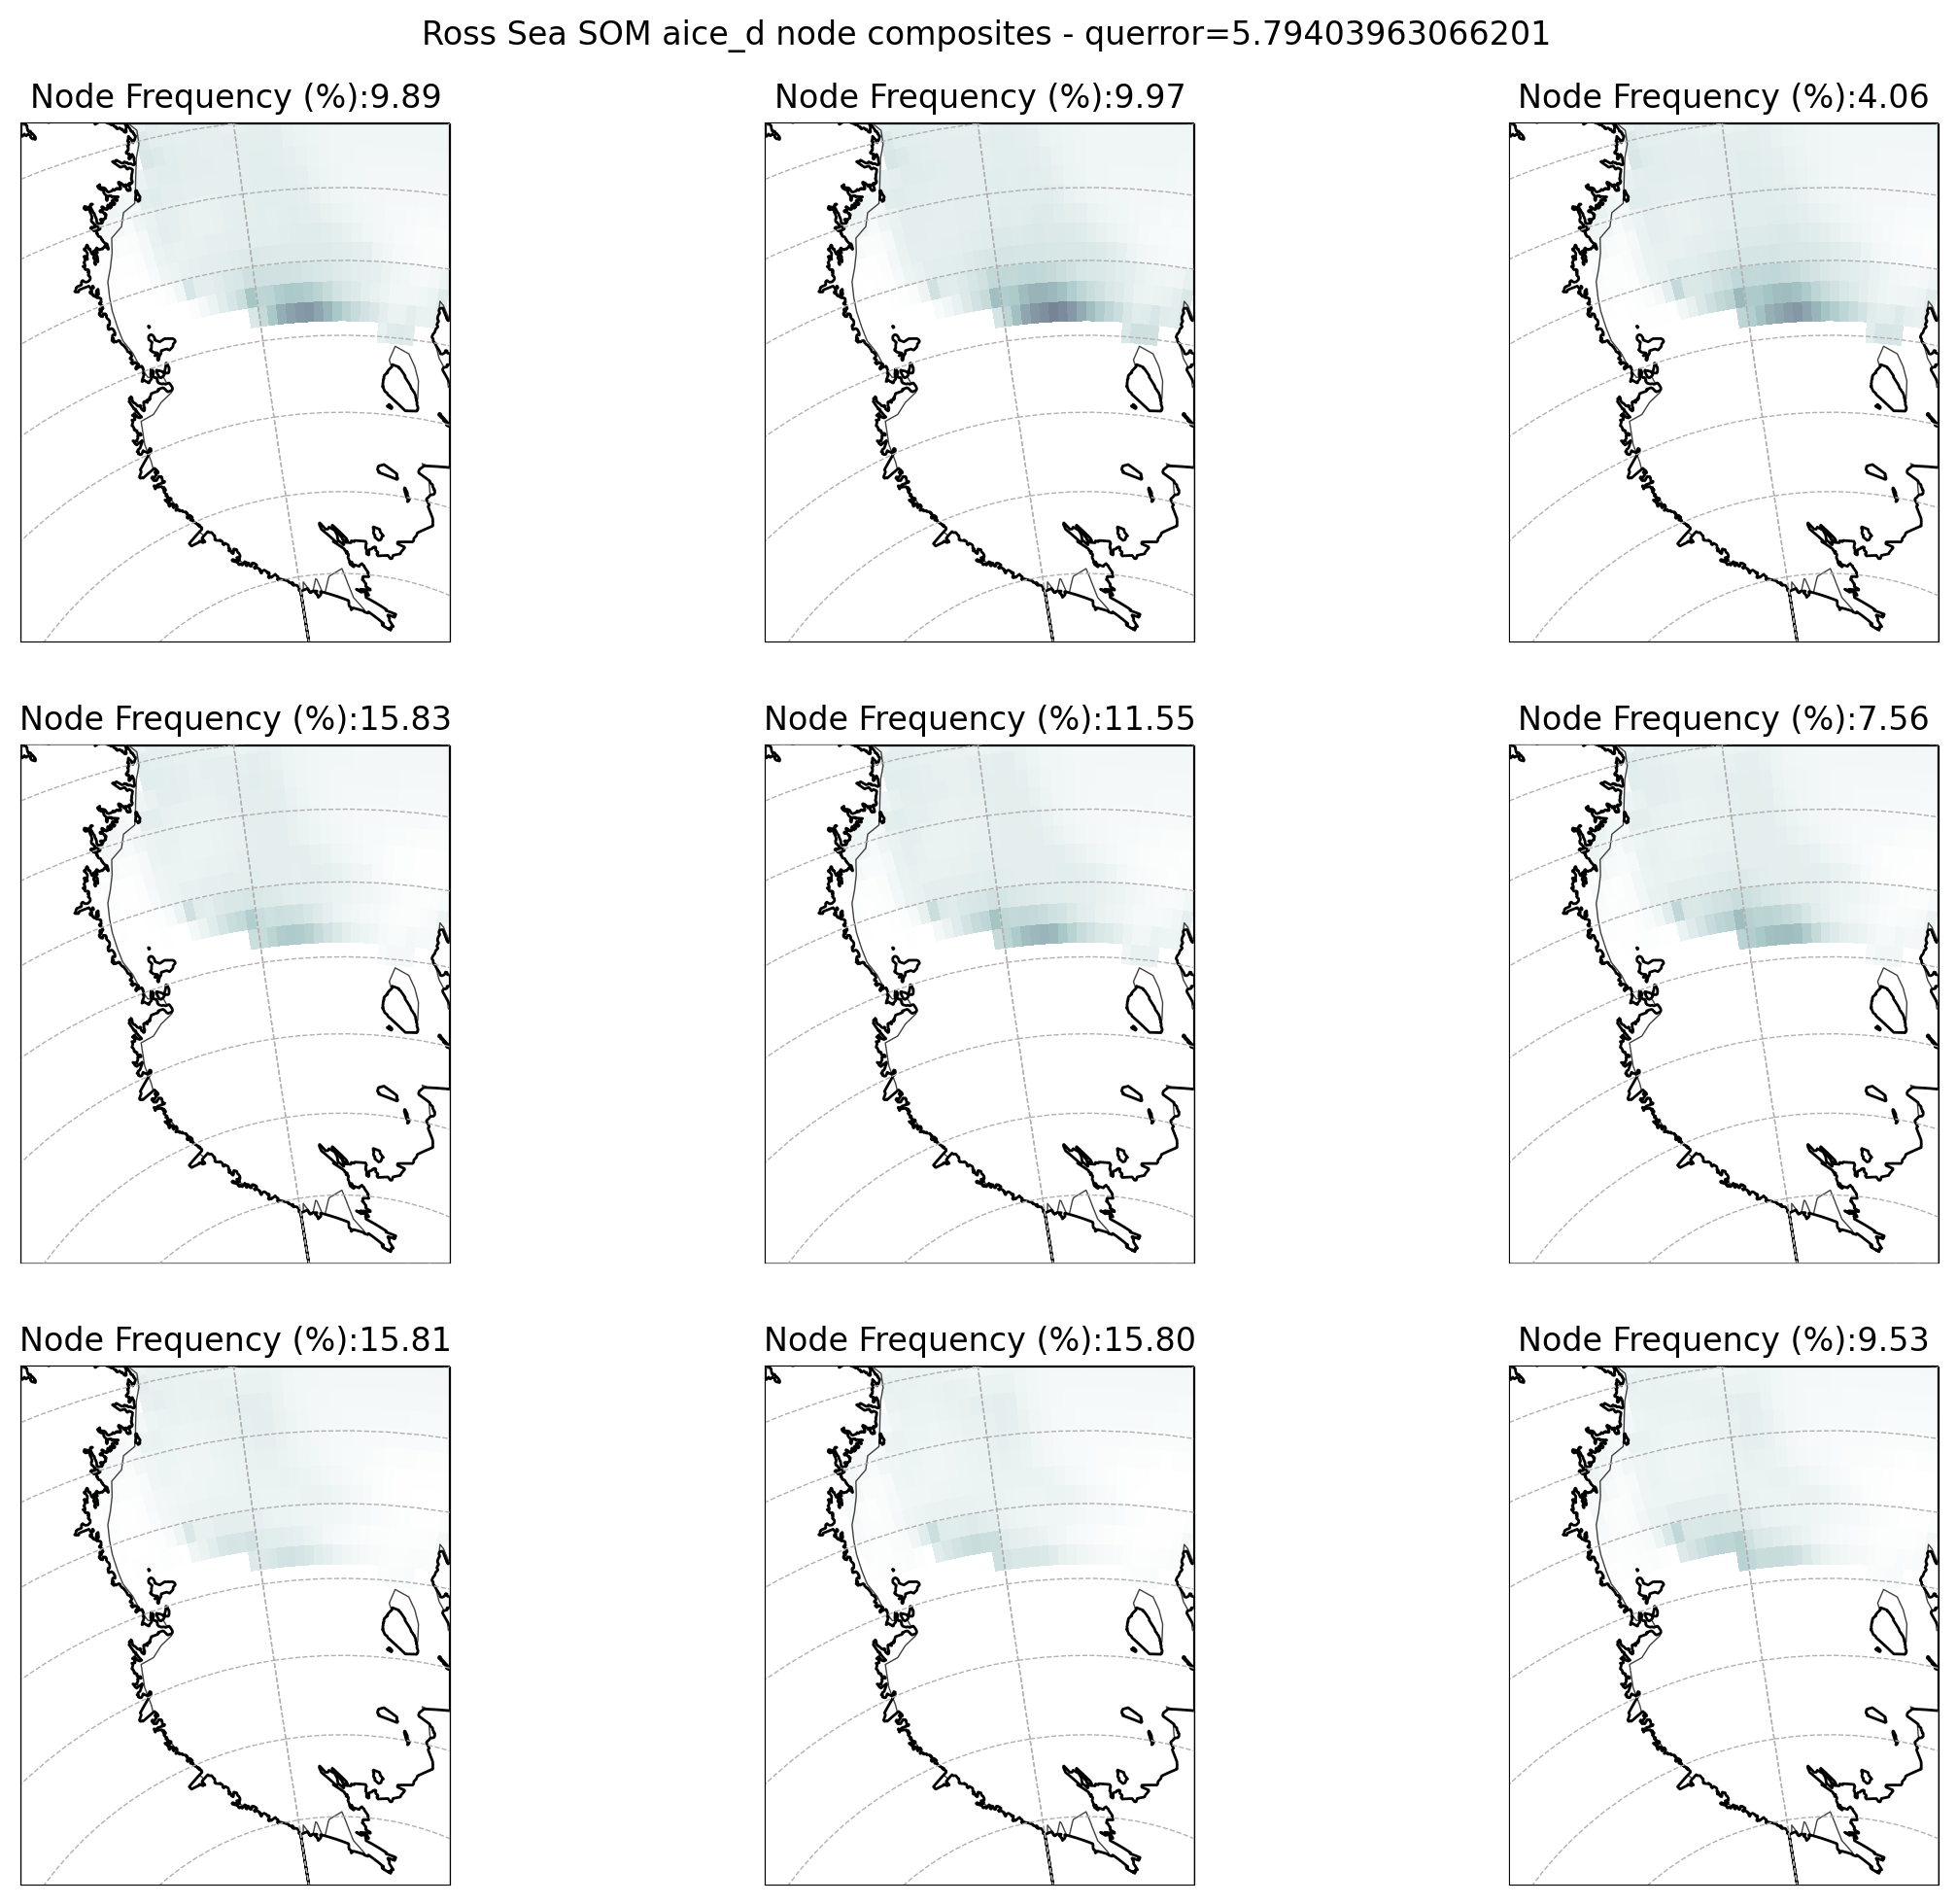 Ross Sea SOM aice_d node composites - querror=5.79403963066201
Node Frequency (%):9.89
Node Frequency (%):9.97
Node Frequency (%):4.06
Node Frequency (%):15.83
Node Frequency (%):11.55
Node Frequency (%):7.56
Node Frequency (%):15.81
Node Frequency (%):15.80
Node Frequency (%):9.53